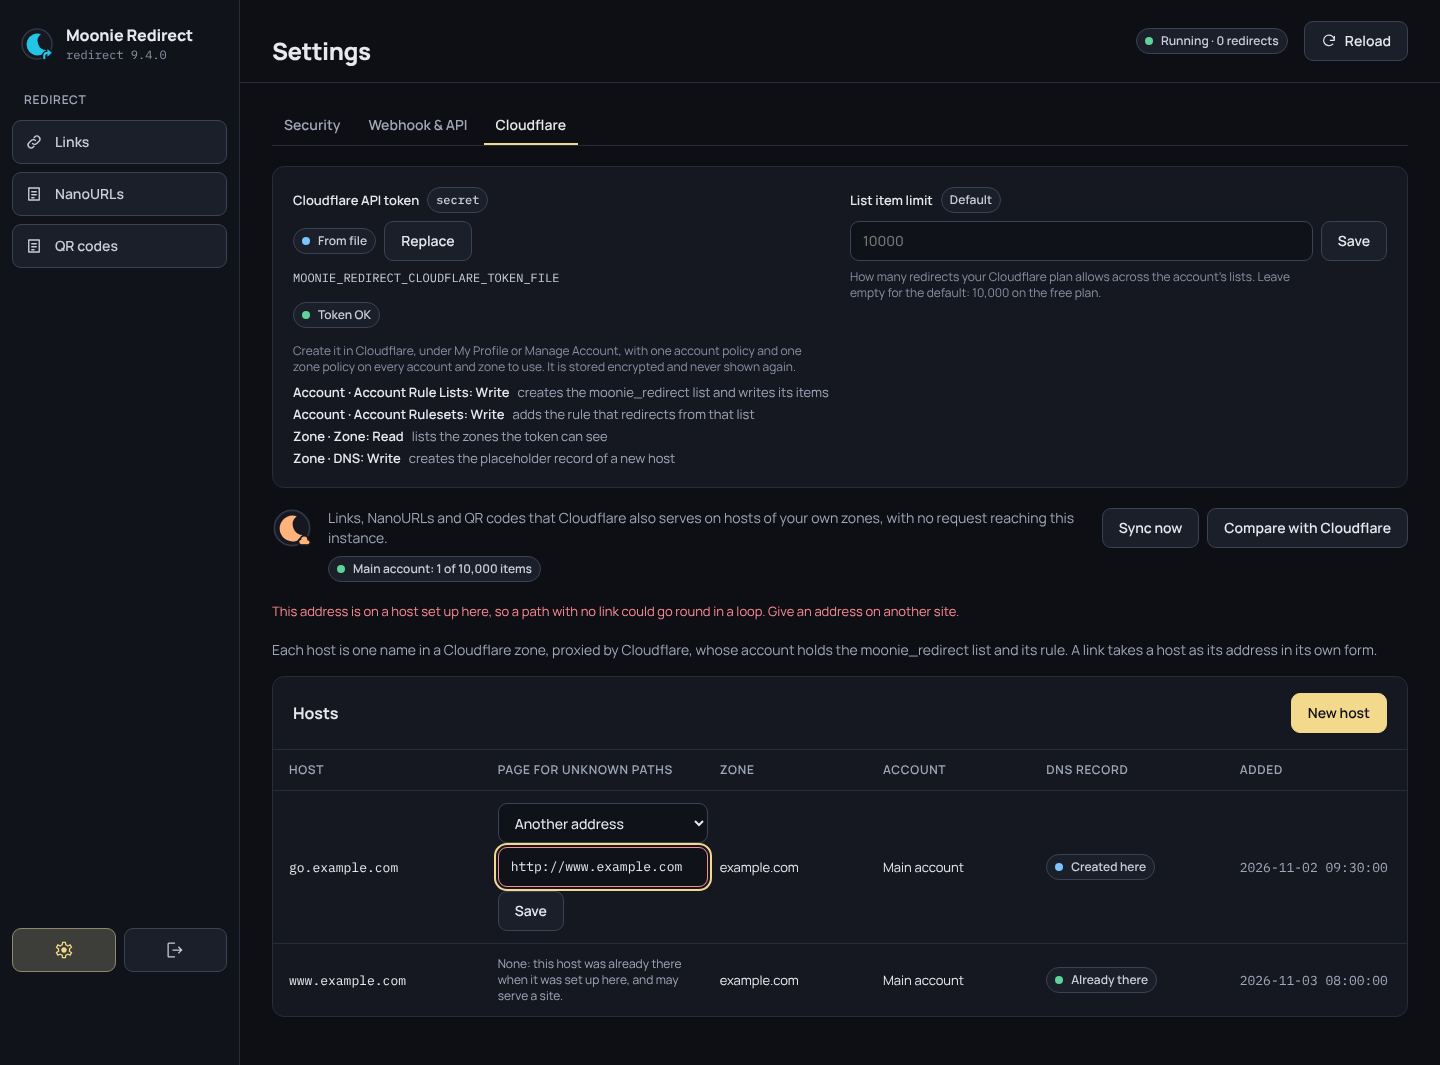 Moonie Redirect
redirect 9.4.0
REDIRECT
Links
NanoURLs
QR codes
Settings
Running · 0 redirects
Reload
Security
Webhook & API
Cloudflare
Cloudflare API token
secret
From file
Replace
MOONIE_REDIRECT_CLOUDFLARE_TOKEN_FILE
Token OK
Create it in Cloudflare, under My Profile or Manage Account, with one account policy and one
zone policy on every account and zone to use. It is stored encrypted and never shown again.
Account · Account Rule Lists: Write creates the moonie_redirect list and writes its items
Account · Account Rulesets: Write adds the rule that redirects from that list
Zone · Zone: Read lists the zones the token can see
Zone · DNS: Write creates the placeholder record of a new host
List item limit
Default
10000
Save
How many redirects your Cloudflare plan allows across the account's lists. Leave
empty for the default: 10,000 on the free plan.
Links, NanoURLs and QR codes that Cloudflare also serves on hosts of your own zones, with no request reaching this
instance.
Main account: 1 of 10,000 items
Sync now
Compare with Cloudflare
This address is on a host set up here, so a path with no link could go round in a loop. Give an address on another site.
Each host is one name in a Cloudflare zone, proxied by Cloudflare, whose account holds the moonie_redirect list and its rule. A link takes a host as its address in its own form.
Hosts
New host
HOST
PAGE FOR UNKNOWN PATHS
ZONE
ACCOUNT
DNS RECORD
ADDED
go.example.com
Another address
http://www.example.com
Save
example.com
Main account
Created here
2026-11-02 09:30:00
www.example.com
None: this host was already there
when it was set up here, and may
serve a site.
example.com
Main account
Already there
2026-11-03 08:00:00